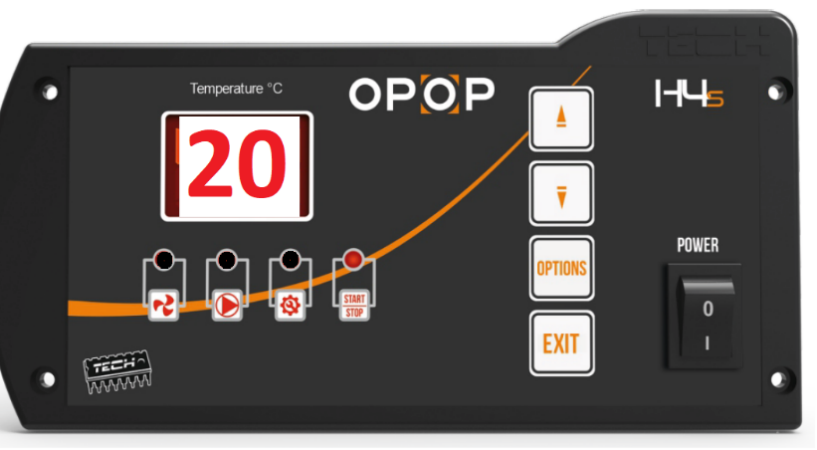 TECH
Temperature °C
OPOP
H4s
20
POWER
OPTIONS
0
I
START
STOP
EXIT
TECH